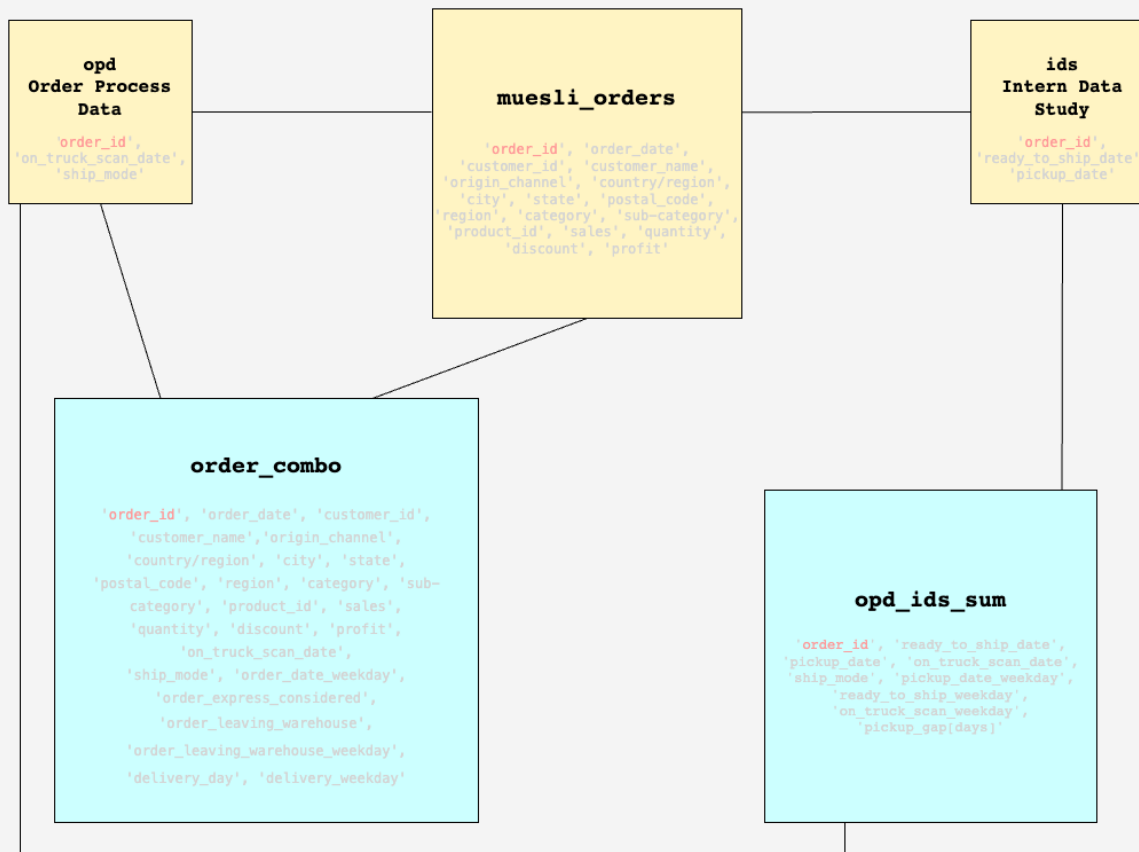 opd
Order Process
Data
'order_id',
'on_truck_scan_date',
'ship_mode'
muesli_orders
'order_id', 'order_date',
'customer_id', 'customer_name',
'origin_channel', 'country/region',
'city', 'state', 'postal_code',
'region', 'category', 'sub-category',
'product_id', 'sales', 'quantity',
'discount', 'profit'
ids
Intern Data
Study
'order_id',
'ready_to_ship_date'
'pickup_date'
order_combo
'order_id', 'order_date', 'customer_id',
'customer_name','origin_channel',
'country/region', 'city', 'state',
'postal_code', 'region', 'category', 'sub-
category', 'product_id', 'sales',
'quantity', 'discount', 'profit',
'on_truck_scan_date',
'ship_mode', 'order_date_weekday',
'order_express_considered',
'order_leaving_warehouse',
'order_leaving_warehouse_weekday',
'delivery_day', 'delivery_weekday'
opd_ids_sum
'order_id', 'ready_to_ship_date',
'pickup_date', 'on_truck_scan_date',
'ship_mode', 'pickup_date_weekday',
'ready_to_ship_weekday',
'on_truck_scan_weekday',
'pickup_gap[days]'